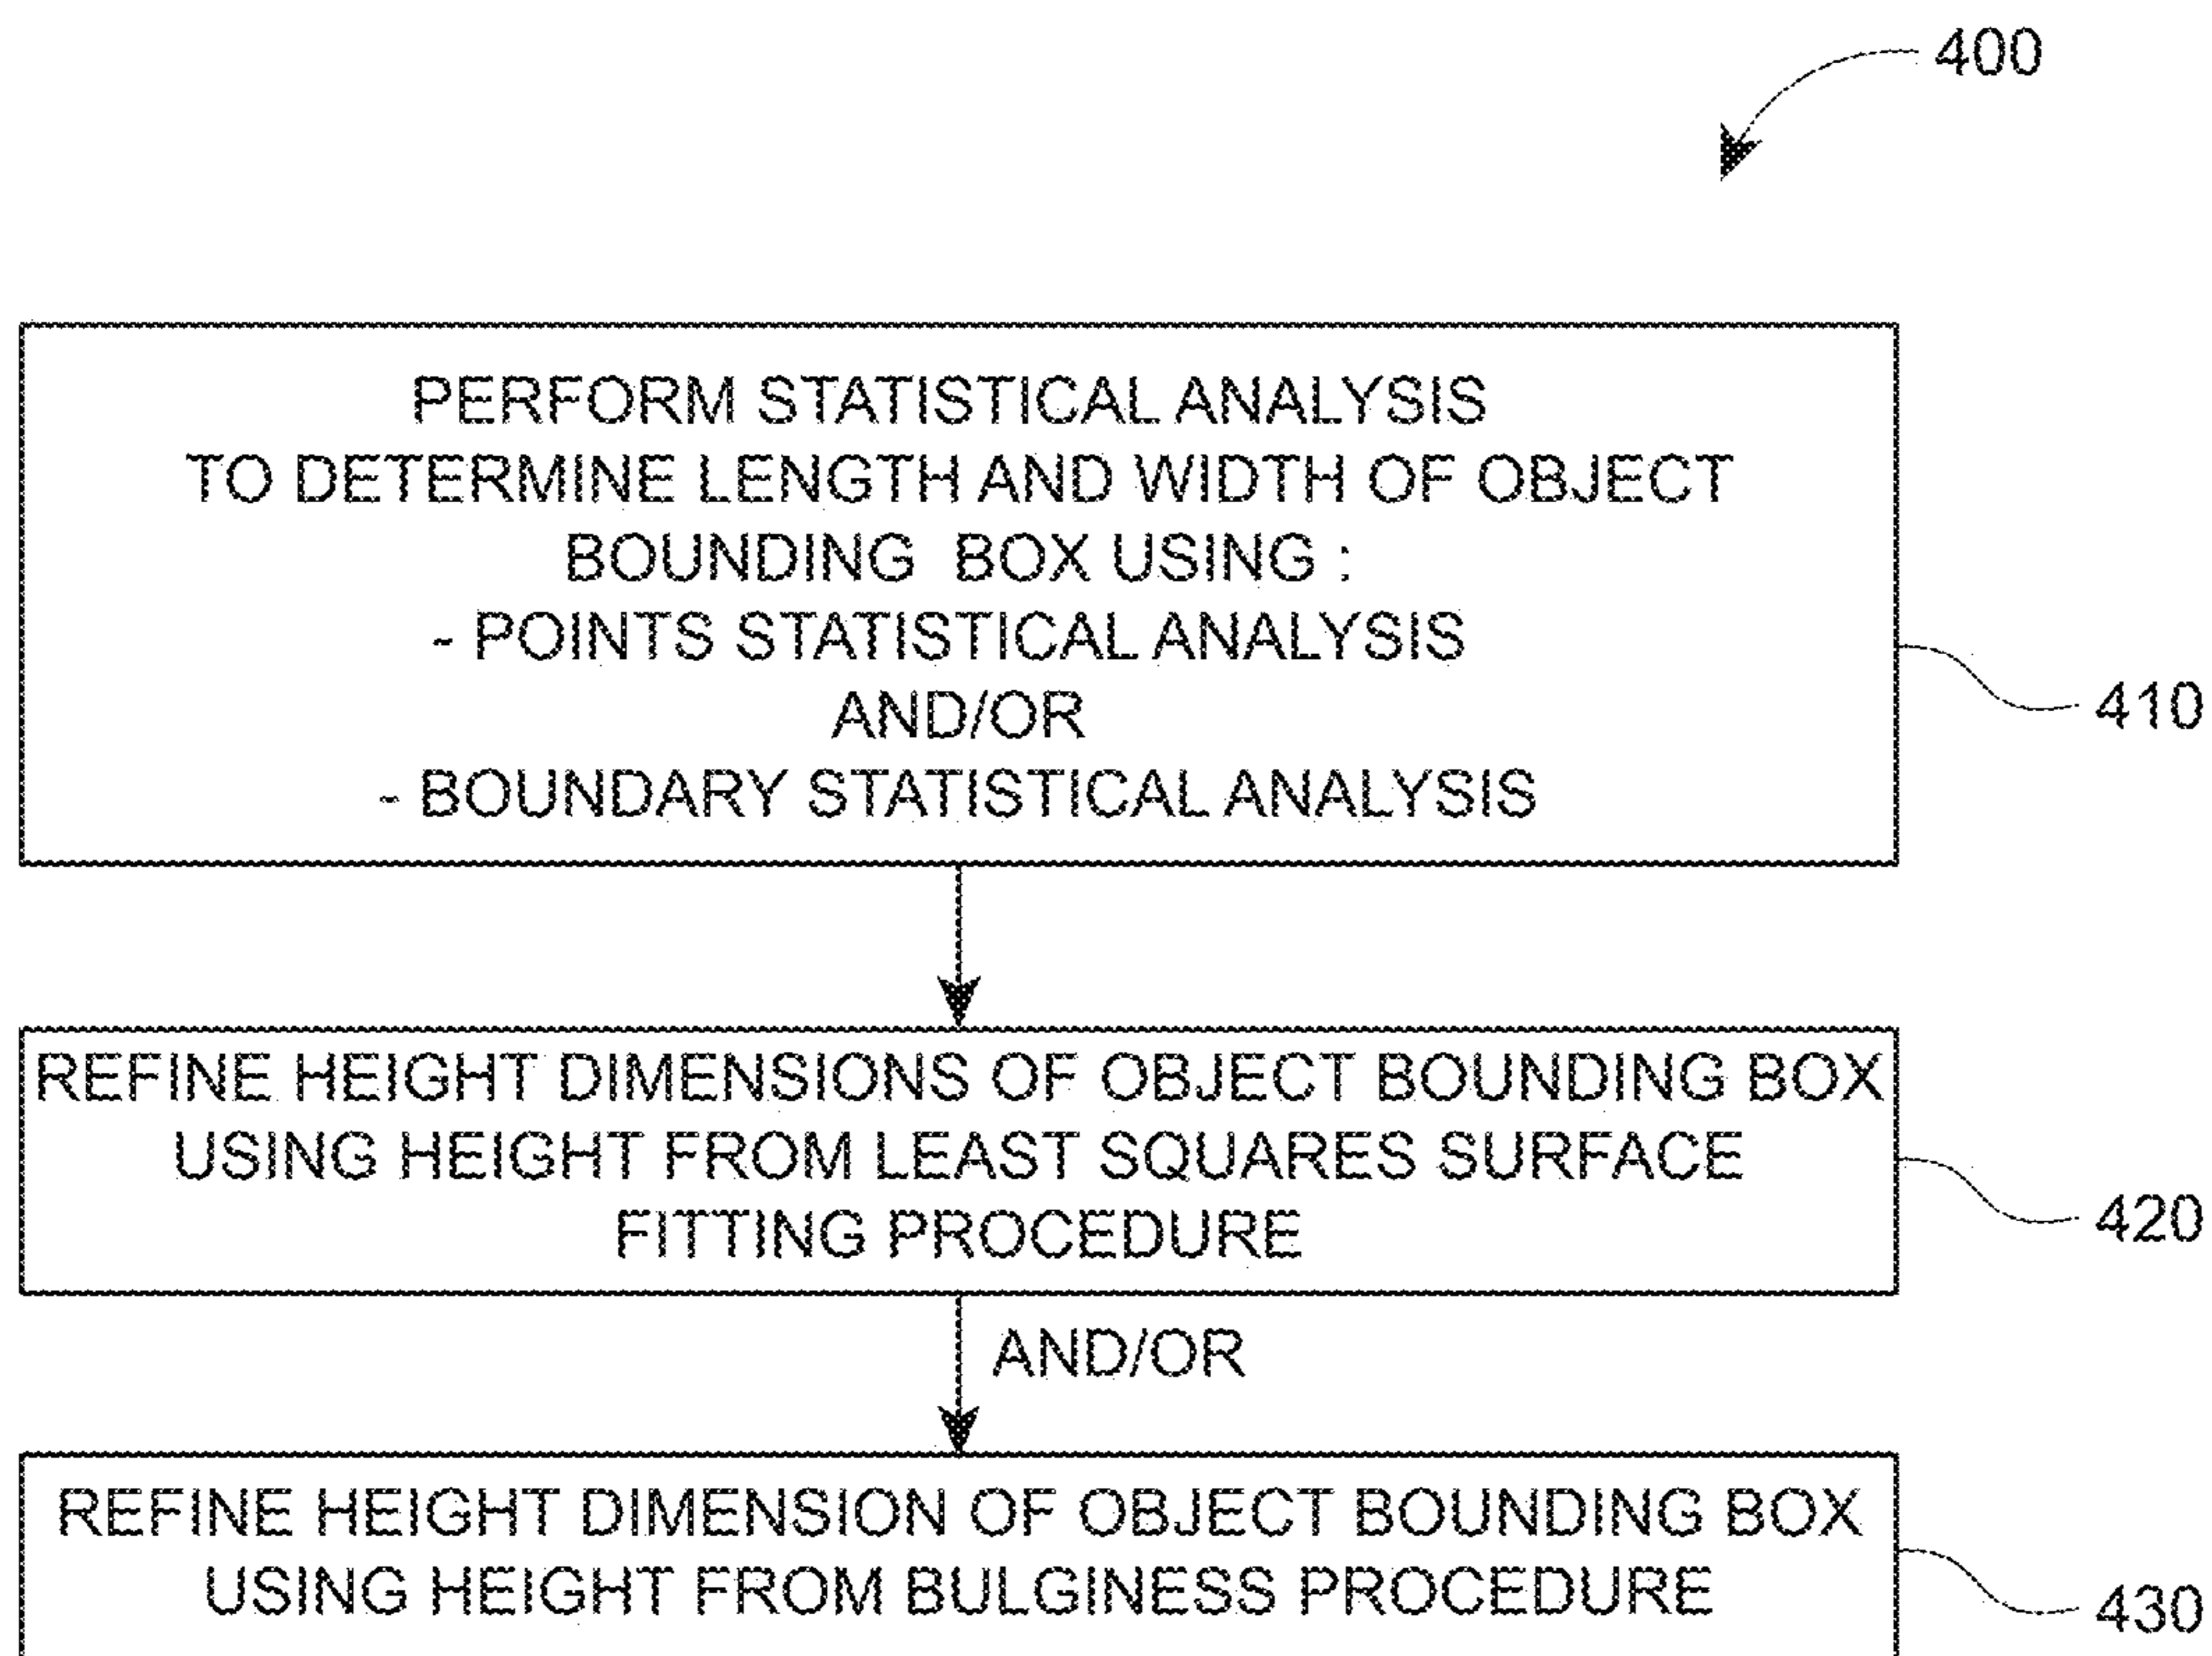 400
PERFORM STATISTICAL ANALYSIS
TO DETERMINE LENGTH AND WIDTH OF OBJECT
BOUNDING BOX USING :
- POINTS STATISTICAL ANALYSIS
AND/OR
- BOUNDARY STATISTICAL ANALYSIS
410
REFINE HEIGHT DIMENSIONS OF OBJECT BOUNDING BOX
USING HEIGHT FROM LEAST SQUARES SURFACE
FITTING PROCEDURE
420
AND/OR
REFINE HEIGHT DIMENSION OF OBJECT BOUNDING BOX
USING HEIGHT FROM BULGINESS PROCEDURE
430